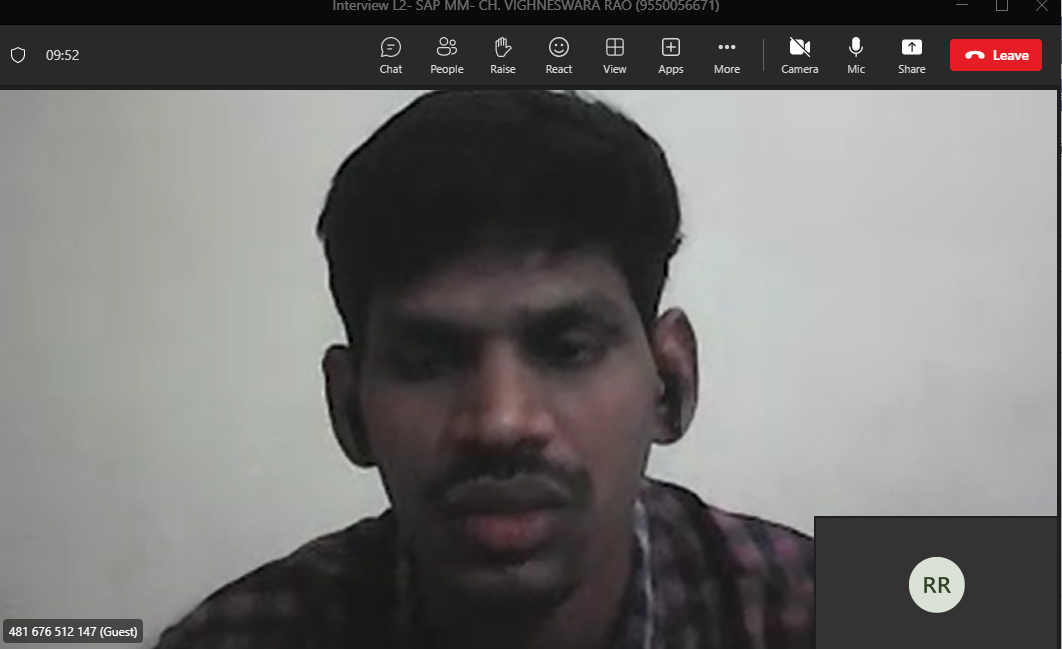 Interview L2- SAP MM- CH. VIGHNESWARA RAO (9550056671)
09:52
Chat People Raise React View Apps More Camera Mic Share Leave
RR
481 676 512 147 (Guest)